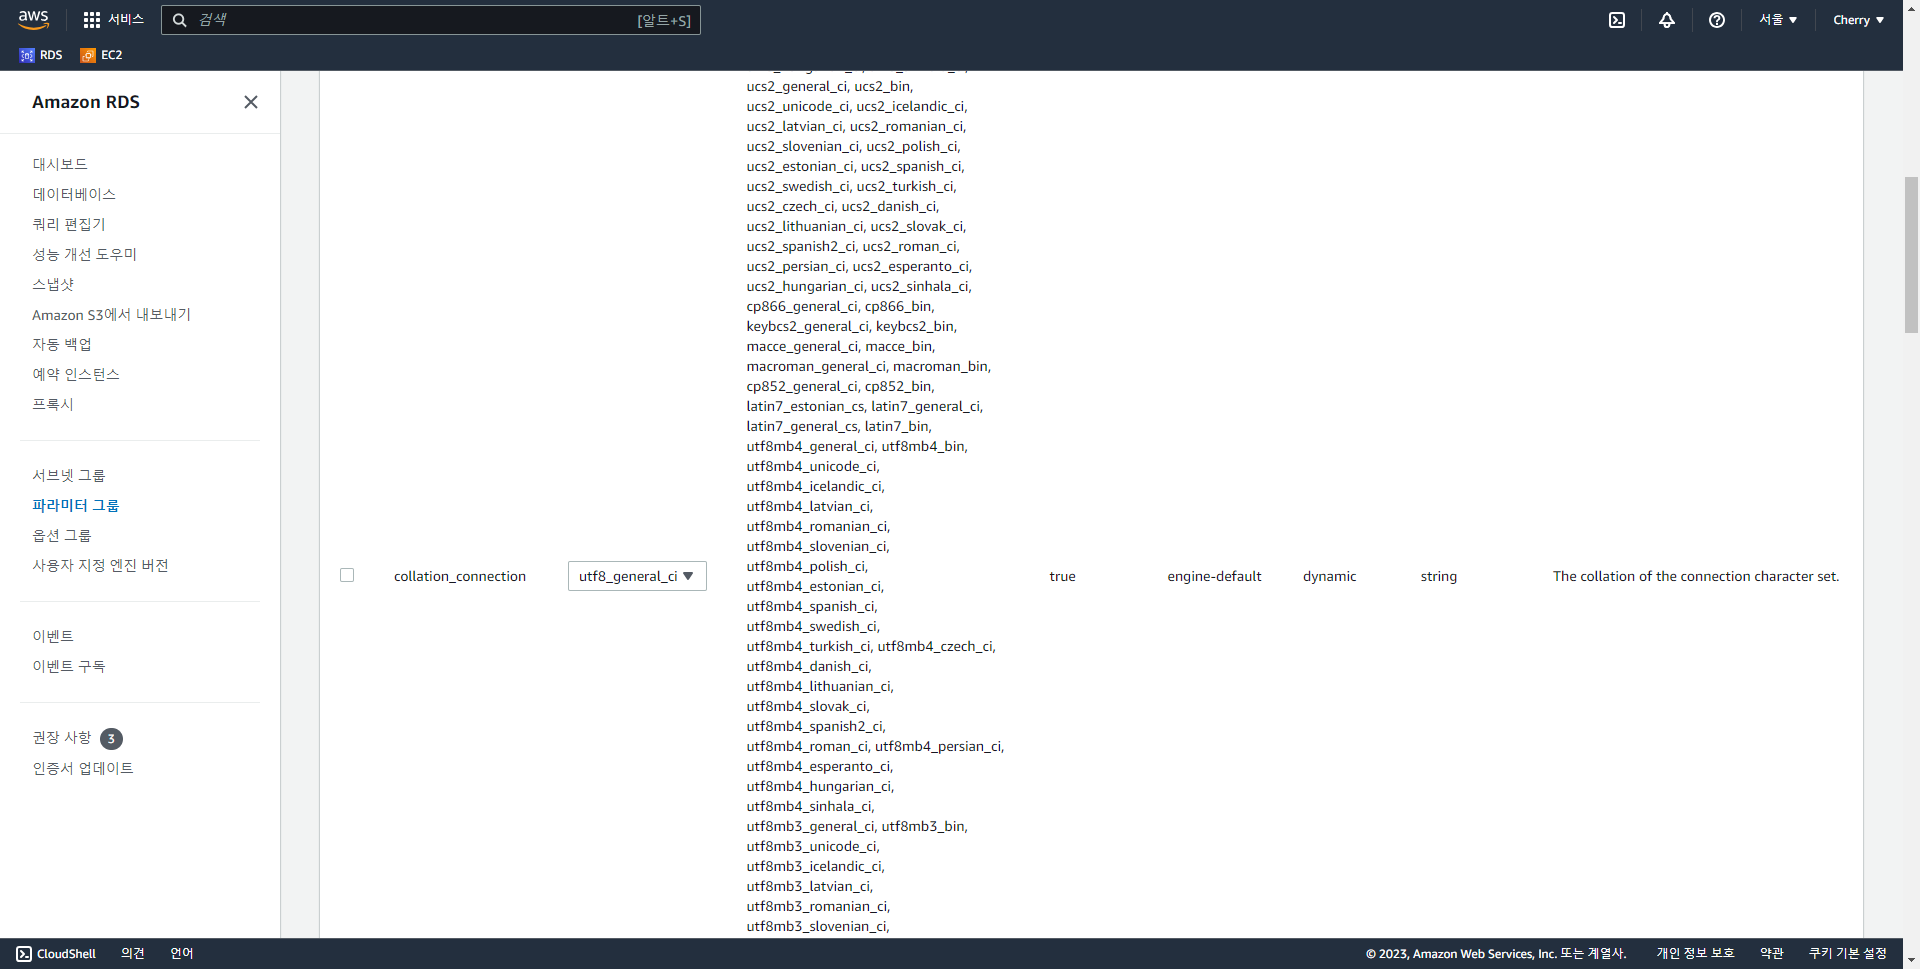 aws
서비스
검색
[알트+S]
서울 ▼
Cherry ▼
RDS
EC2
Amazon RDS
대시보드
데이터베이스
쿼리 편집기
성능 개선 도우미
스냅샷
Amazon S3에서 내보내기
자동 백업
예약 인스턴스
프록시
서브넷 그룹
파라미터 그룹
옵션 그룹
사용자 지정 엔진 버전
이벤트
이벤트 구독
권장 사항 3
인증서 업데이트
collation_connection
utf8_general_ci ▼
ucs2_general_ci, ucs2_bin,
ucs2_unicode_ci, ucs2_icelandic_ci,
ucs2_latvian_ci, ucs2_romanian_ci,
ucs2_slovenian_ci, ucs2_polish_ci,
ucs2_estonian_ci, ucs2_spanish_ci,
ucs2_swedish_ci, ucs2_turkish_ci,
ucs2_czech_ci, ucs2_danish_ci,
ucs2_lithuanian_ci, ucs2_slovak_ci,
ucs2_spanish2_ci, ucs2_roman_ci,
ucs2_persian_ci, ucs2_esperanto_ci,
ucs2_hungarian_ci, ucs2_sinhala_ci,
cp866_general_ci, cp866_bin,
keybcs2_general_ci, keybcs2_bin,
macce_general_ci, macce_bin,
macroman_general_ci, macroman_bin,
cp852_general_ci, cp852_bin,
latin7_estonian_cs, latin7_general_ci,
latin7_general_cs, latin7_bin,
utf8mb4_general_ci, utf8mb4_bin,
utf8mb4_unicode_ci,
utf8mb4_icelandic_ci,
utf8mb4_latvian_ci,
utf8mb4_romanian_ci,
utf8mb4_slovenian_ci,
utf8mb4_polish_ci,
utf8mb4_estonian_ci,
utf8mb4_spanish_ci,
utf8mb4_swedish_ci,
utf8mb4_turkish_ci, utf8mb4_czech_ci,
utf8mb4_danish_ci,
utf8mb4_lithuanian_ci,
utf8mb4_slovak_ci,
utf8mb4_spanish2_ci,
utf8mb4_roman_ci, utf8mb4_persian_ci,
utf8mb4_esperanto_ci,
utf8mb4_hungarian_ci,
utf8mb4_sinhala_ci,
utf8mb3_general_ci, utf8mb3_bin,
utf8mb3_unicode_ci,
utf8mb3_icelandic_ci,
utf8mb3_latvian_ci,
utf8mb3_romanian_ci,
utf8mb3_slovenian_ci,
true
engine-default
dynamic
string
The collation of the connection character set.
CloudShell
의견
언어
© 2023, Amazon Web Services, Inc. 또는 계열사.
개인 정보 보호
약관
쿠키 기본 설정